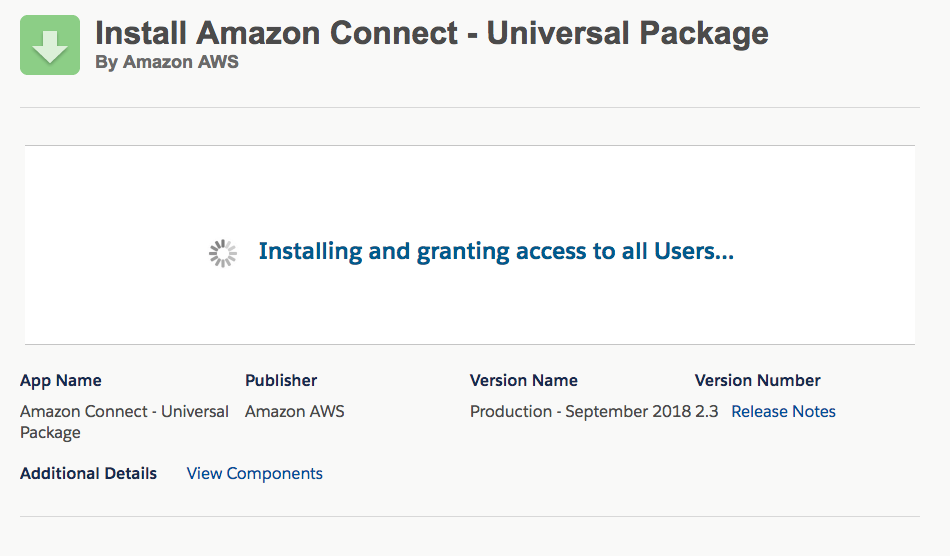 Install Amazon Connect - Universal Package
By Amazon AWS
Installing and granting access to all Users...
App Name Publisher Version Name Version Number
Amazon Connect - Universal Amazon AWS Production - September 2018 2.3 Release Notes
Package
Additional Details View Components